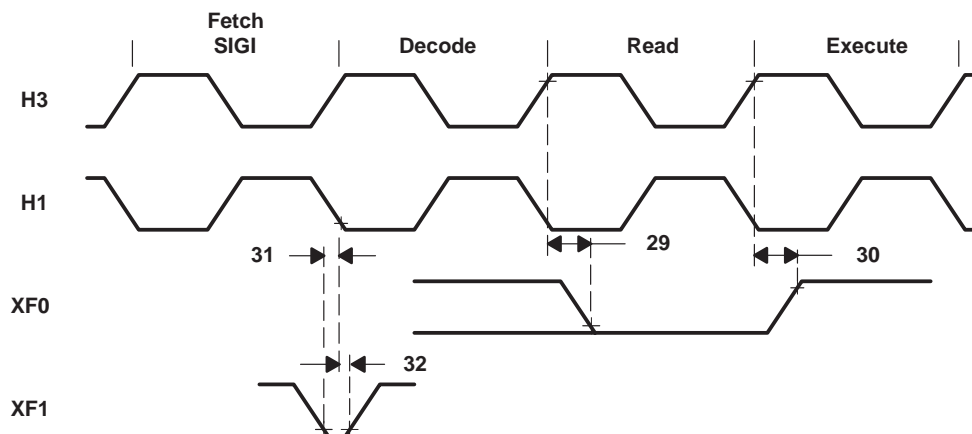 Fetch
SIGI
Decode
Read
Execute
H3
H1
31
29
30
XF0
32
XF1